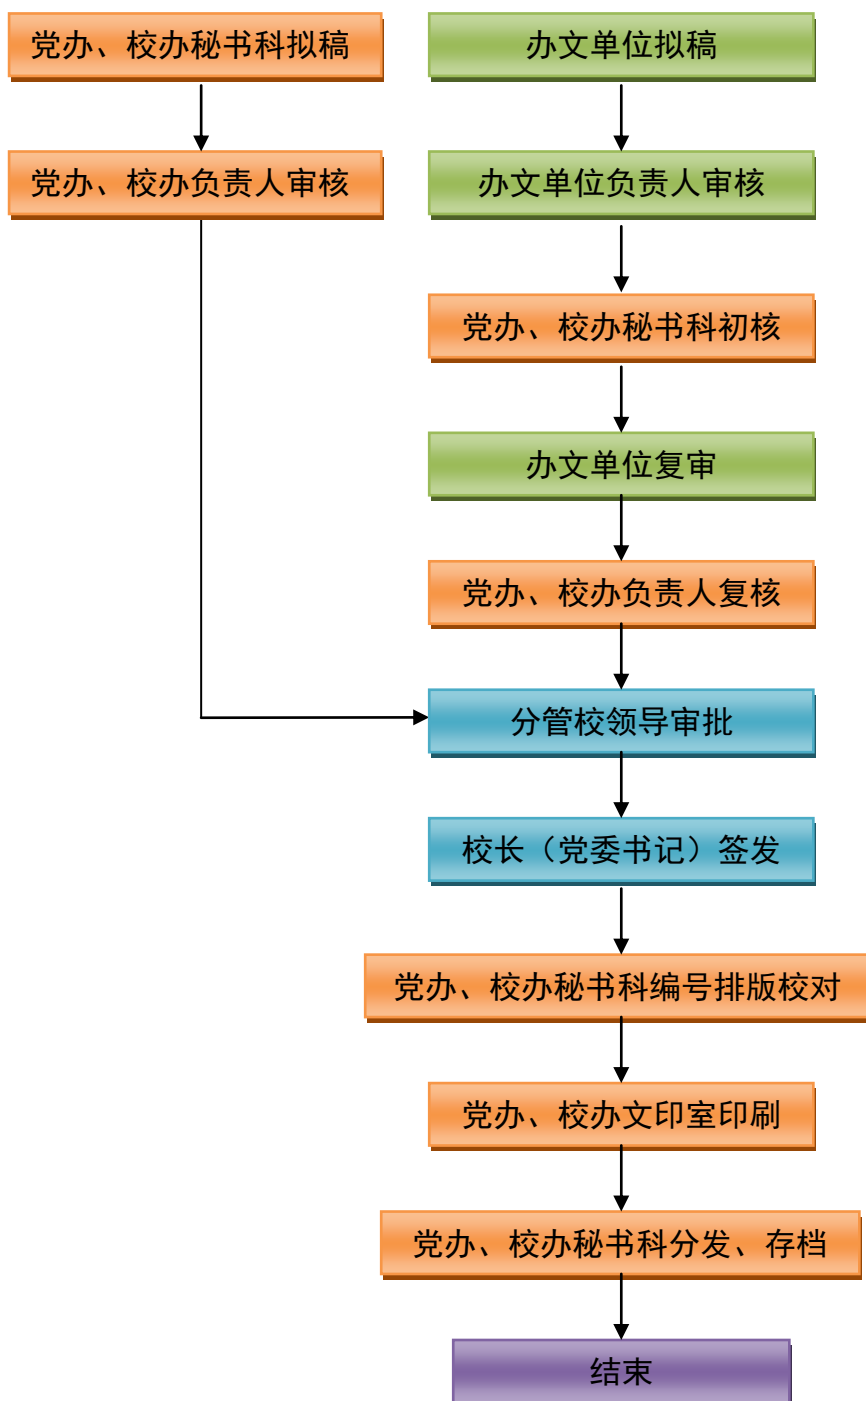 党办、校办秘书科拟稿
办文单位拟稿
党办、校办负责人审核
办文单位负责人审核
党办、校办秘书科初核
办文单位复审
党办、校办负责人复核
分管校领导审批
校长（党委书记）签发
党办、校办秘书科编号排版校对
党办、校办文印室印刷
党办、校办秘书科分发、存档
结束